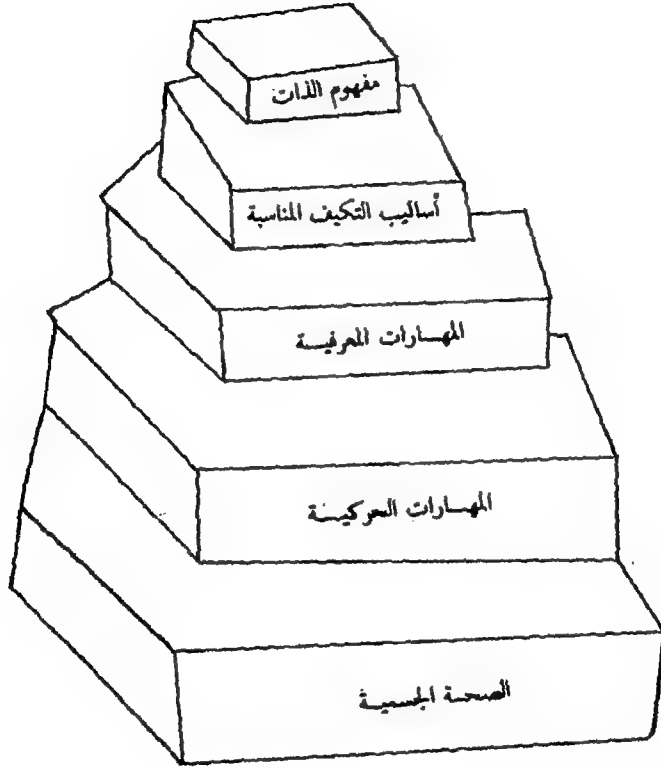 مفهوم الذات
أساليب التكيف المناسبة
المهارات المعرفية
المهارات الحركية
الصحة الجسمية